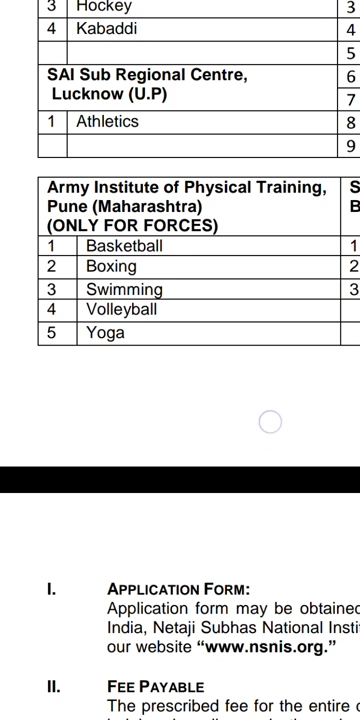 3 Hockey 3
4 Kabaddi 4
5
SAI Sub Regional Centre, 6
Lucknow (U.P) 7
1 Athletics 8
9
Army Institute of Physical Training, S
Pune (Maharashtra) B
(ONLY FOR FORCES)
1 Basketball 1
2 Boxing 2
3 Swimming 3
4 Volleyball
5 Yoga
I. APPLICATION FORM:
Application form may be obtained
India, Netaji Subhas National Insti
our website “www.nsnis.org.”
II. FEE PAYABLE
The prescribed fee for the entire